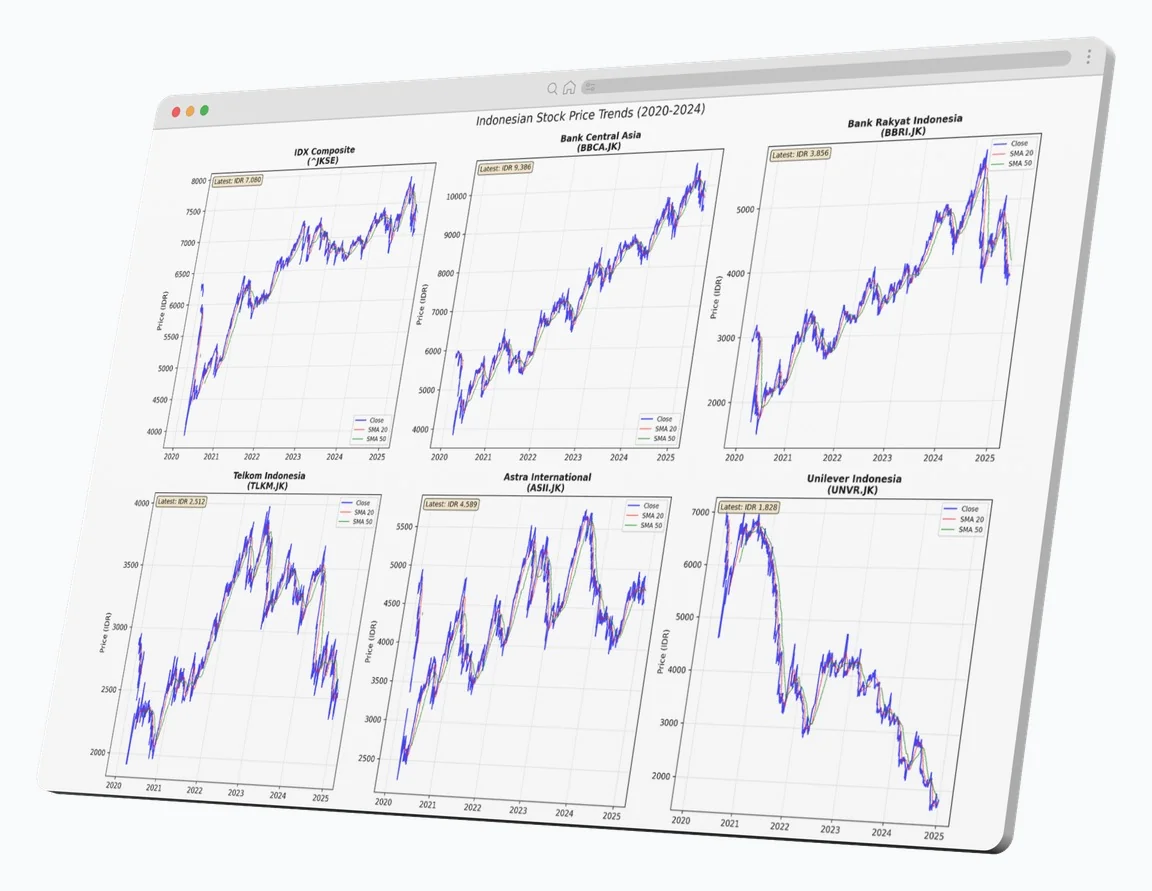 Indonesian Stock Price Trends (2020-2024)
IDX Composite
(^JKSE)
Latest: IDR 7,080
Price (IDR)
8000
7500
7000
6500
6000
5500
5000
4500
4000
2020 2021 2022 2023 2024 2025
Close
SMA 20
SMA 50
Bank Central Asia
(BBCA.JK)
Latest: IDR 9,386
Price (IDR)
10000
9000
8000
7000
6000
5000
4000
2020 2021 2022 2023 2024 2025
Close
SMA 20
SMA 50
Bank Rakyat Indonesia
(BBRI.JK)
Latest: IDR 3,856
Close
SMA 20
SMA 50
Price (IDR)
5000
4000
3000
2000
2020 2021 2022 2023 2024 2025
Telkom Indonesia
(TLKM.JK)
Latest: IDR 2,512
Close
SMA 20
SMA 50
Price (IDR)
4000
3500
3000
2500
2000
2020 2021 2022 2023 2024 2025
Astra International
(ASII.JK)
Latest: IDR 4,589
Close
SMA 20
SMA 50
Price (IDR)
5500
5000
4500
4000
3500
3000
2500
2020 2021 2022 2023 2024 2025
Unilever Indonesia
(UNVR.JK)
Latest: IDR 1,828
Close
SMA 20
SMA 50
Price (IDR)
7000
6000
5000
4000
3000
2000
2020 2021 2022 2023 2024 2025